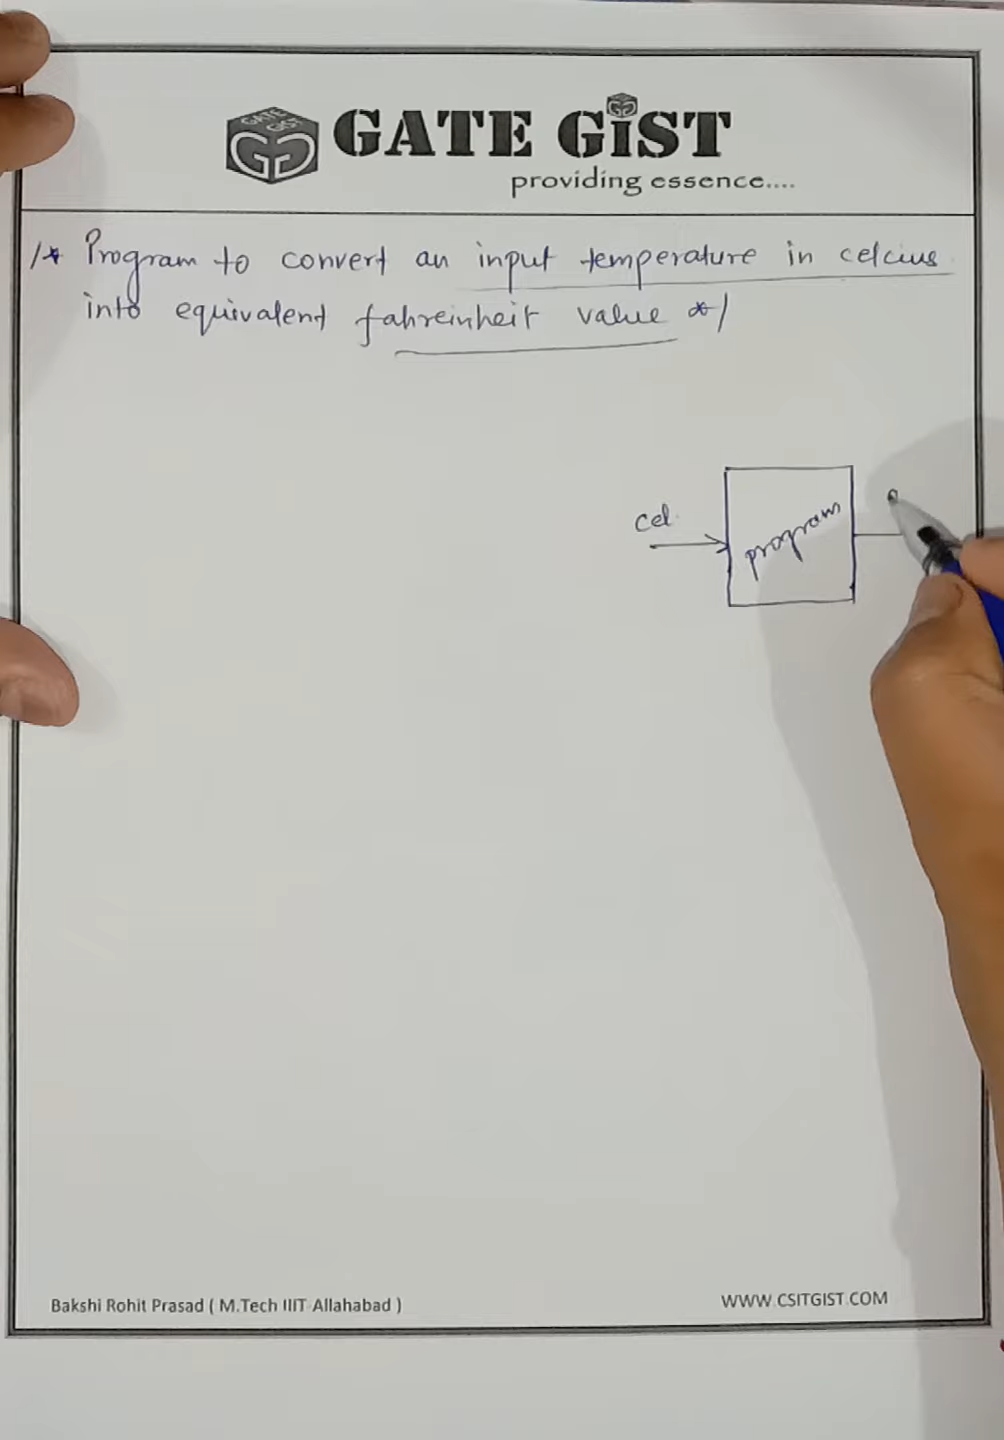 GATE GiST
providing essence....
/* Program to convert an input temperature in celcius
into equivalent fahreinheit value */
cel.
program
Bakshi Rohit Prasad ( M.Tech IIIT Allahabad )
WWW.CSITGIST.COM